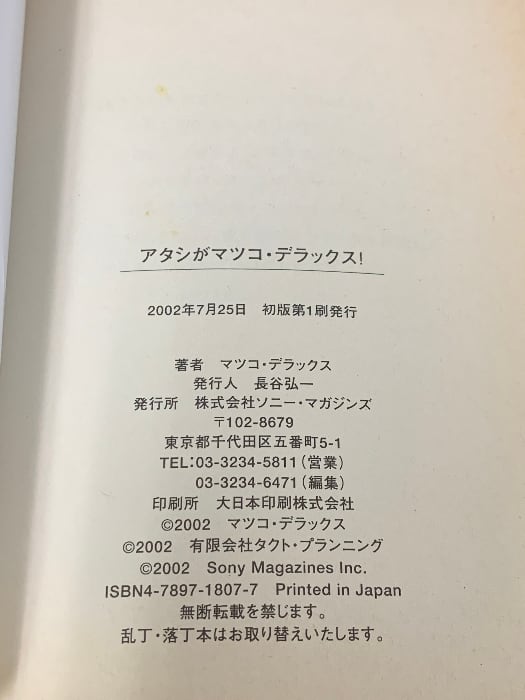 アタシがマツコ・デラックス!
2002年7月25日　初版第1刷発行
著者　マツコ・デラックス
発行人　長谷弘一
発行所　株式会社ソニー・マガジンズ
〒102-8679
東京都千代田区五番町5-1
TEL:03-3234-5811（営業）
03-3234-6471（編集）
印刷所　大日本印刷株式会社
©2002　マツコ・デラックス
©2002　有限会社タクト・プランニング
©2002　Sony Magazines Inc.
ISBN4-7897-1807-7　Printed in Japan
無断転載を禁じます。
乱丁・落丁本はお取り替えいたします。